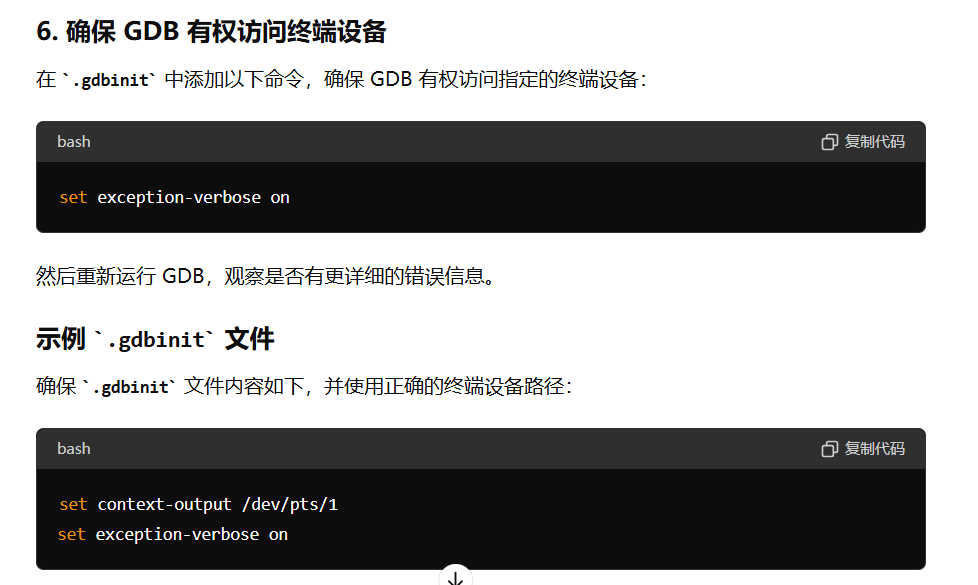 6. 确保 GDB 有权访问终端设备
在 `.gdbinit` 中添加以下命令，确保 GDB 有权访问指定的终端设备：
bash 复制代码
set exception-verbose on
然后重新运行 GDB，观察是否有更详细的错误信息。
示例 `.gdbinit` 文件
确保 `.gdbinit` 文件内容如下，并使用正确的终端设备路径：
bash 复制代码
set context-output /dev/pts/1
set exception-verbose on